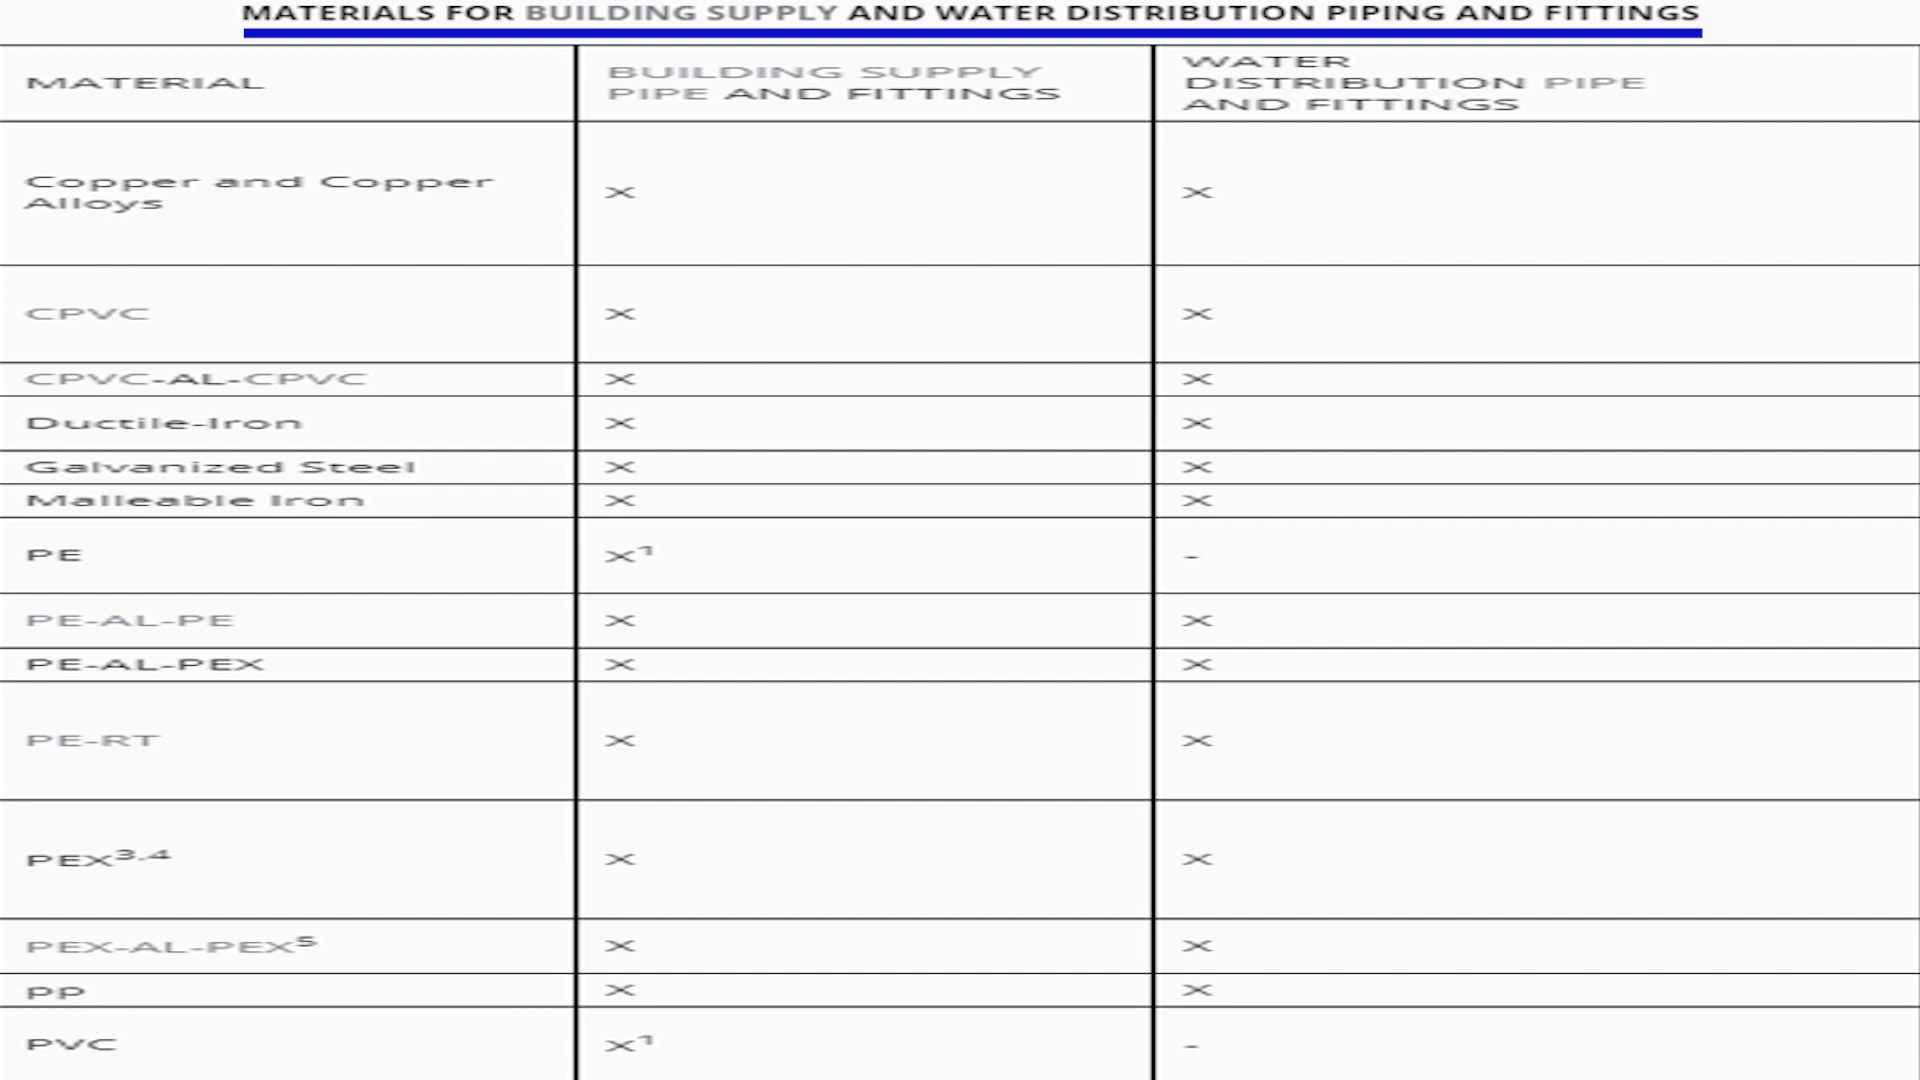 MATERIALS FOR BUILDING SUPPLY AND WATER DISTRIBUTION PIPING AND FITTINGS
MATERIAL
BUILDING SUPPLY
PIPE AND FITTINGS
WATER
DISTRIBUTION PIPE
AND FITTINGS
Copper and Copper
Alloys
X
X
CPVC
X
X
CPVC-AL-CPVC
X
X
Ductile-Iron
X
X
Galvanized Steel
X
X
Malleable Iron
X
X
PE
X¹
-
PE-AL-PE
X
X
PE-AL-PEX
X
X
PE-RT
X
X
PEX³·⁴
X
X
PEX-AL-PEX⁵
X
X
PP
X
X
PVC
X¹
-